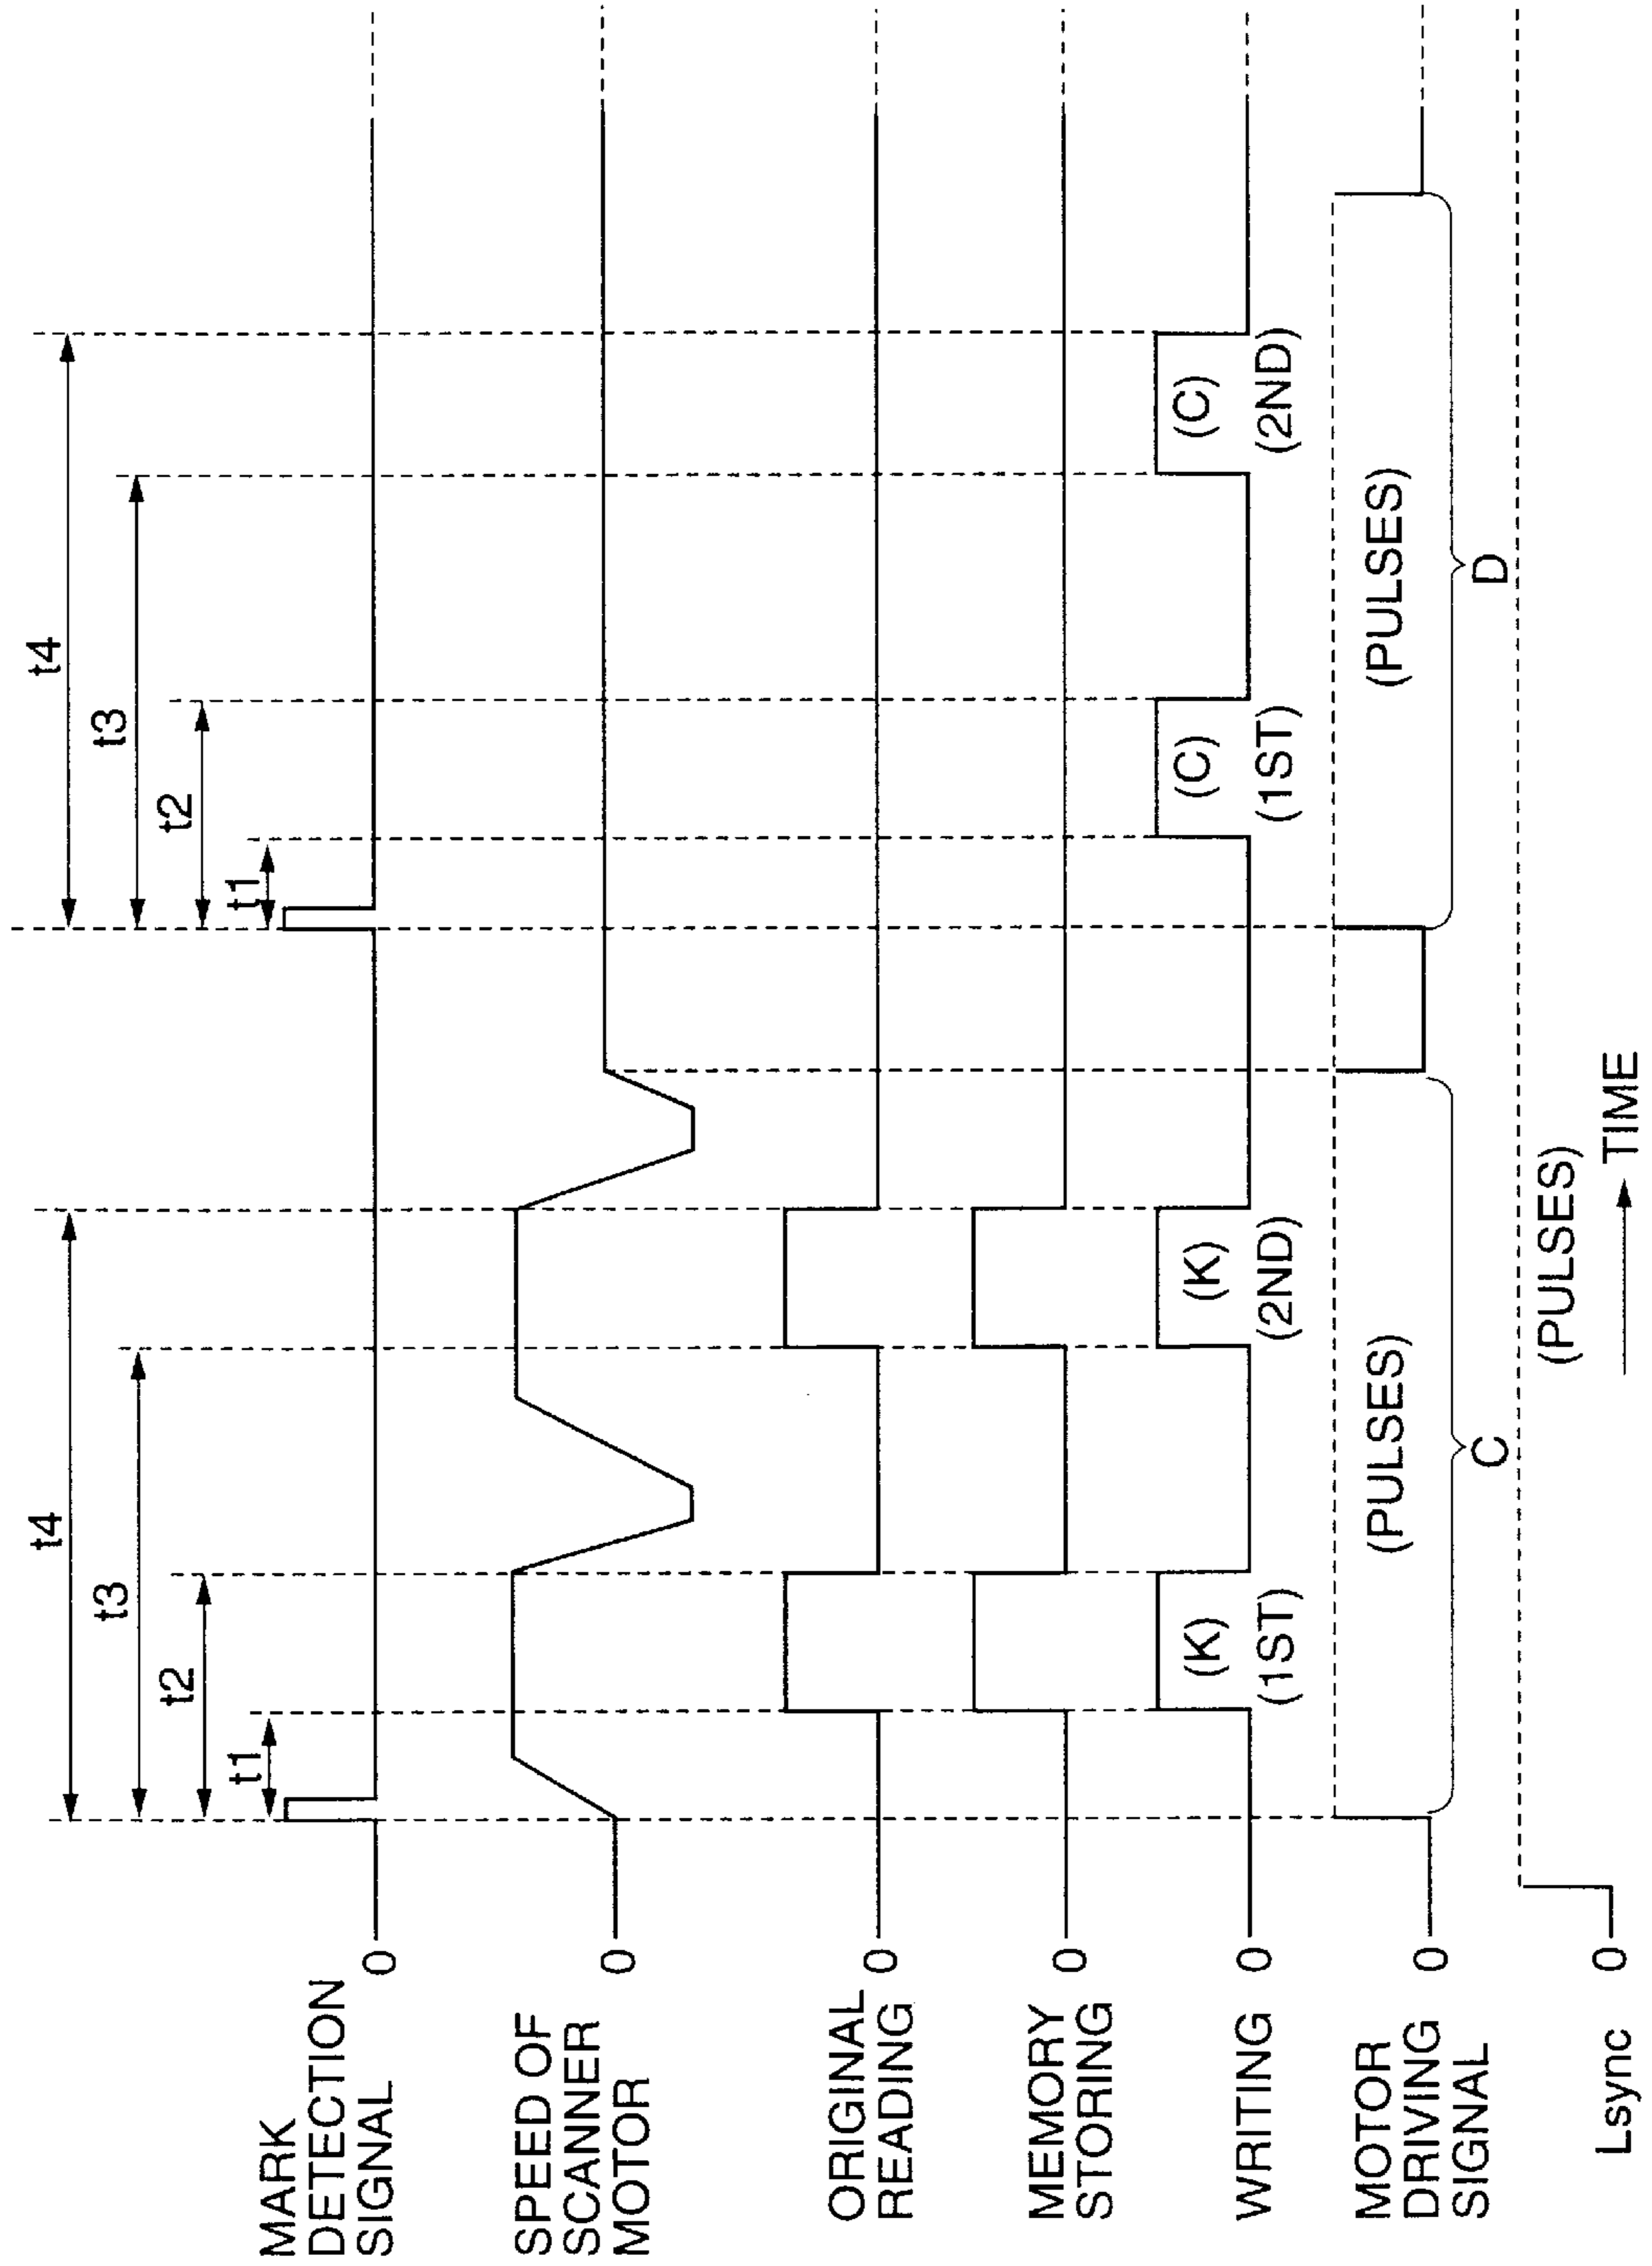 t4
t4
t3
t3
t2
t2
t1
t1
MARK
DETECTION
SIGNAL
0
SPEED OF
SCANNER
MOTOR
0
ORIGINAL
READING
0
MEMORY
STORING
0
WRITING
0
(K)
(K)
(C)
(C)
(1ST)
(2ND)
(1ST)
(2ND)
MOTOR
DRIVING
SIGNAL
0
(PULSES)
(PULSES)
C
D
Lsync
0
(PULSES)
TIME